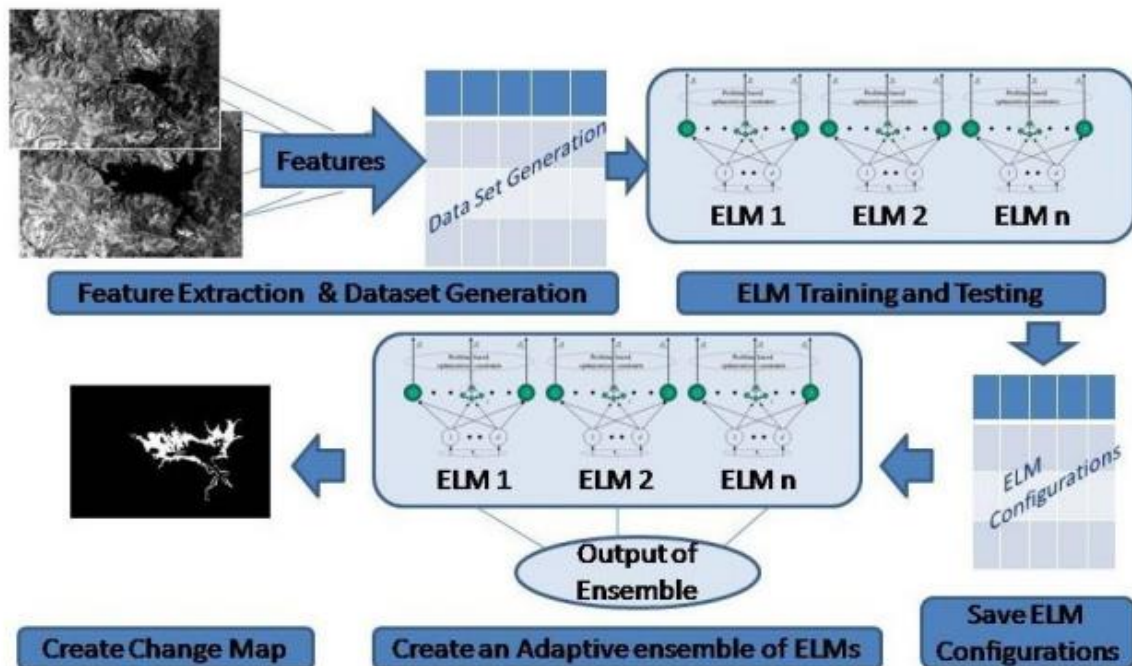 Features
Data Set Generation
ELM 1
ELM 2
ELM n
Feature Extraction & Dataset Generation
ELM Training and Testing
ELM 1
ELM 2
ELM n
ELM
Configurations
Output of
Ensemble
Create Change Map
Create an Adaptive ensemble of ELMs
Save ELM
Configurations